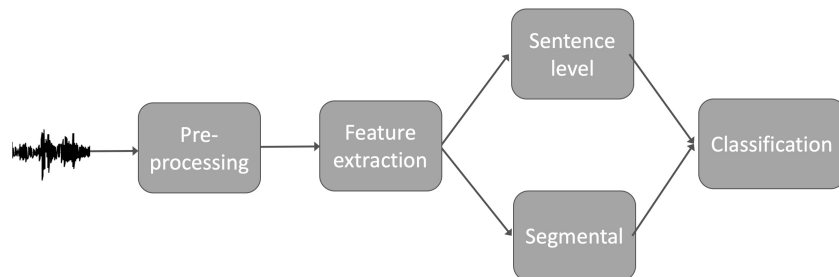 Pre-
processing
Feature
extraction
Sentence
level
Segmental
Classification